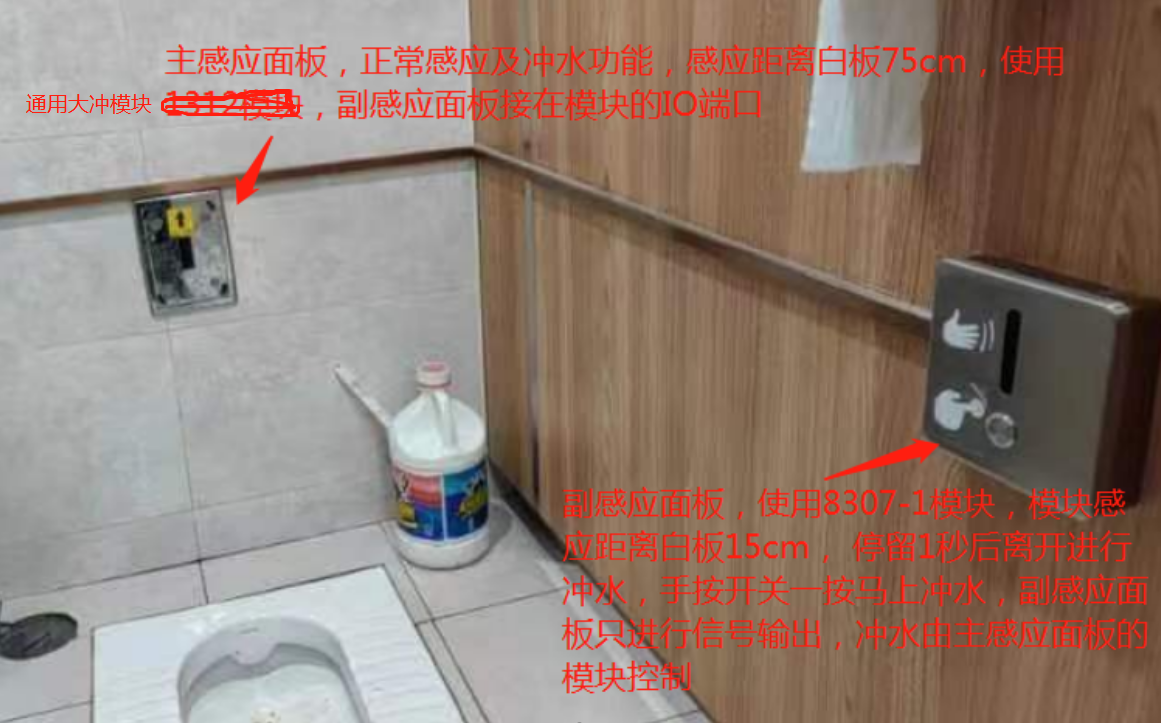 主感应面板，正常感应及冲水功能，感应距离白板75cm，使用
通用大冲模块 1312模块，副感应面板接在模块的IO端口
副感应面板，使用8307-1模块，模块感
应距离白板15cm， 停留1秒后离开进行
冲水，手按开关一按马上冲水，副感应面
板只进行信号输出，冲水由主感应面板的
模块控制